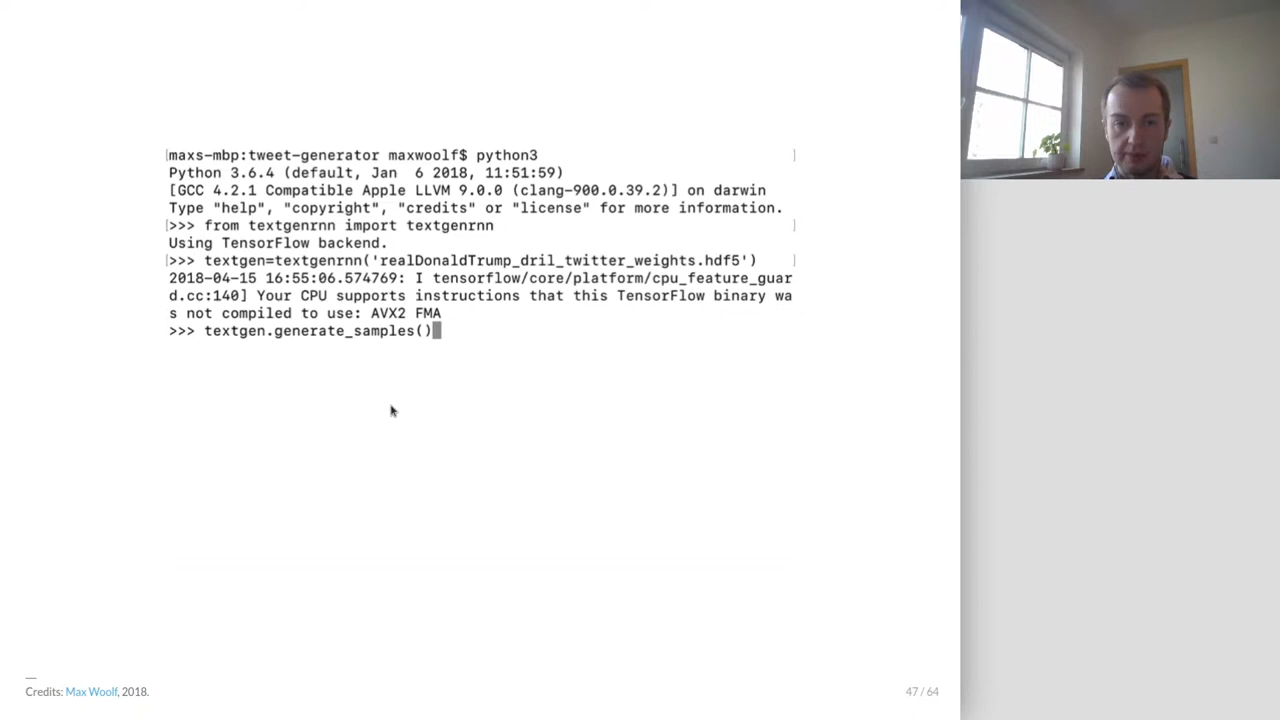 maxs-mbp:tweet-generator maxwoolf$ python3
Python 3.6.4 (default, Jan  6 2018, 11:51:59)
[GCC 4.2.1 Compatible Apple LLVM 9.0.0 (clang-900.0.39.2)] on darwin
Type "help", "copyright", "credits" or "license" for more information.
>>> from textgenrnn import textgenrnn
Using TensorFlow backend.
>>> textgen=textgenrnn('realDonaldTrump_dril_twitter_weights.hdf5')
2018-04-15 16:55:06.574769: I tensorflow/core/platform/cpu_feature_guar
d.cc:140] Your CPU supports instructions that this TensorFlow binary wa
s not compiled to use: AVX2 FMA
>>> textgen.generate_samples()
Credits: Max Woolf, 2018.
47 / 64